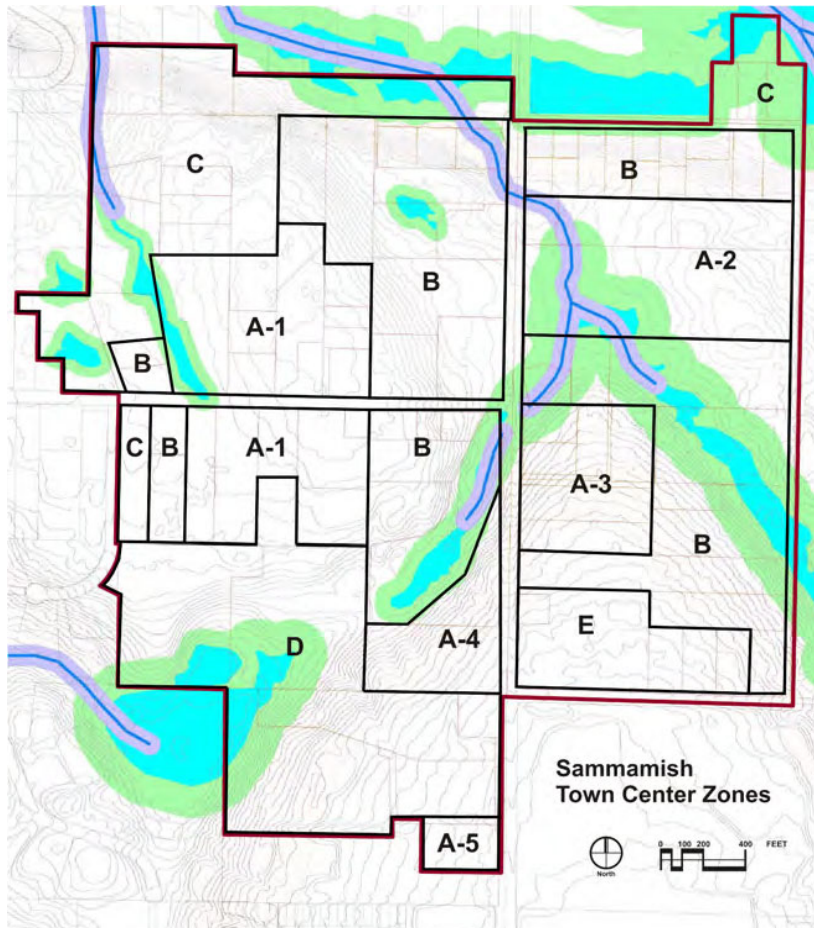 C
C
B
A-2
B
A-1
B
C
B
A-1
B
A-3
B
E
A-4
D
Sammamish
Town Center Zones
North
0 100 200 400 FEET
A-5